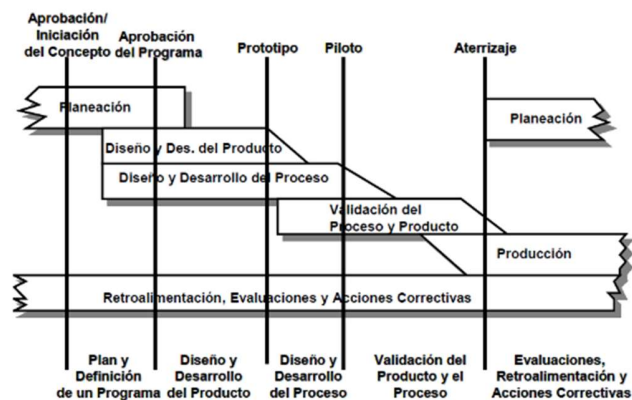 Aprobación/
Iniciación
del Concepto
Aprobación
del Programa
Prototipo
Piloto
Aterrizaje
Planeación
Planeación
Diseño y Des. del Producto
Diseño y Desarrollo del Proceso
Validación del
Proceso y Producto
Producción
Retroalimentación, Evaluaciones y Acciones Correctivas
Plan y
Definición
de un Programa
Diseño y
Desarrollo
del Producto
Diseño y
Desarrollo
del Proceso
Validación del
Producto y el
Proceso
Evaluaciones,
Retroalimentación y
Acciones Correctivas